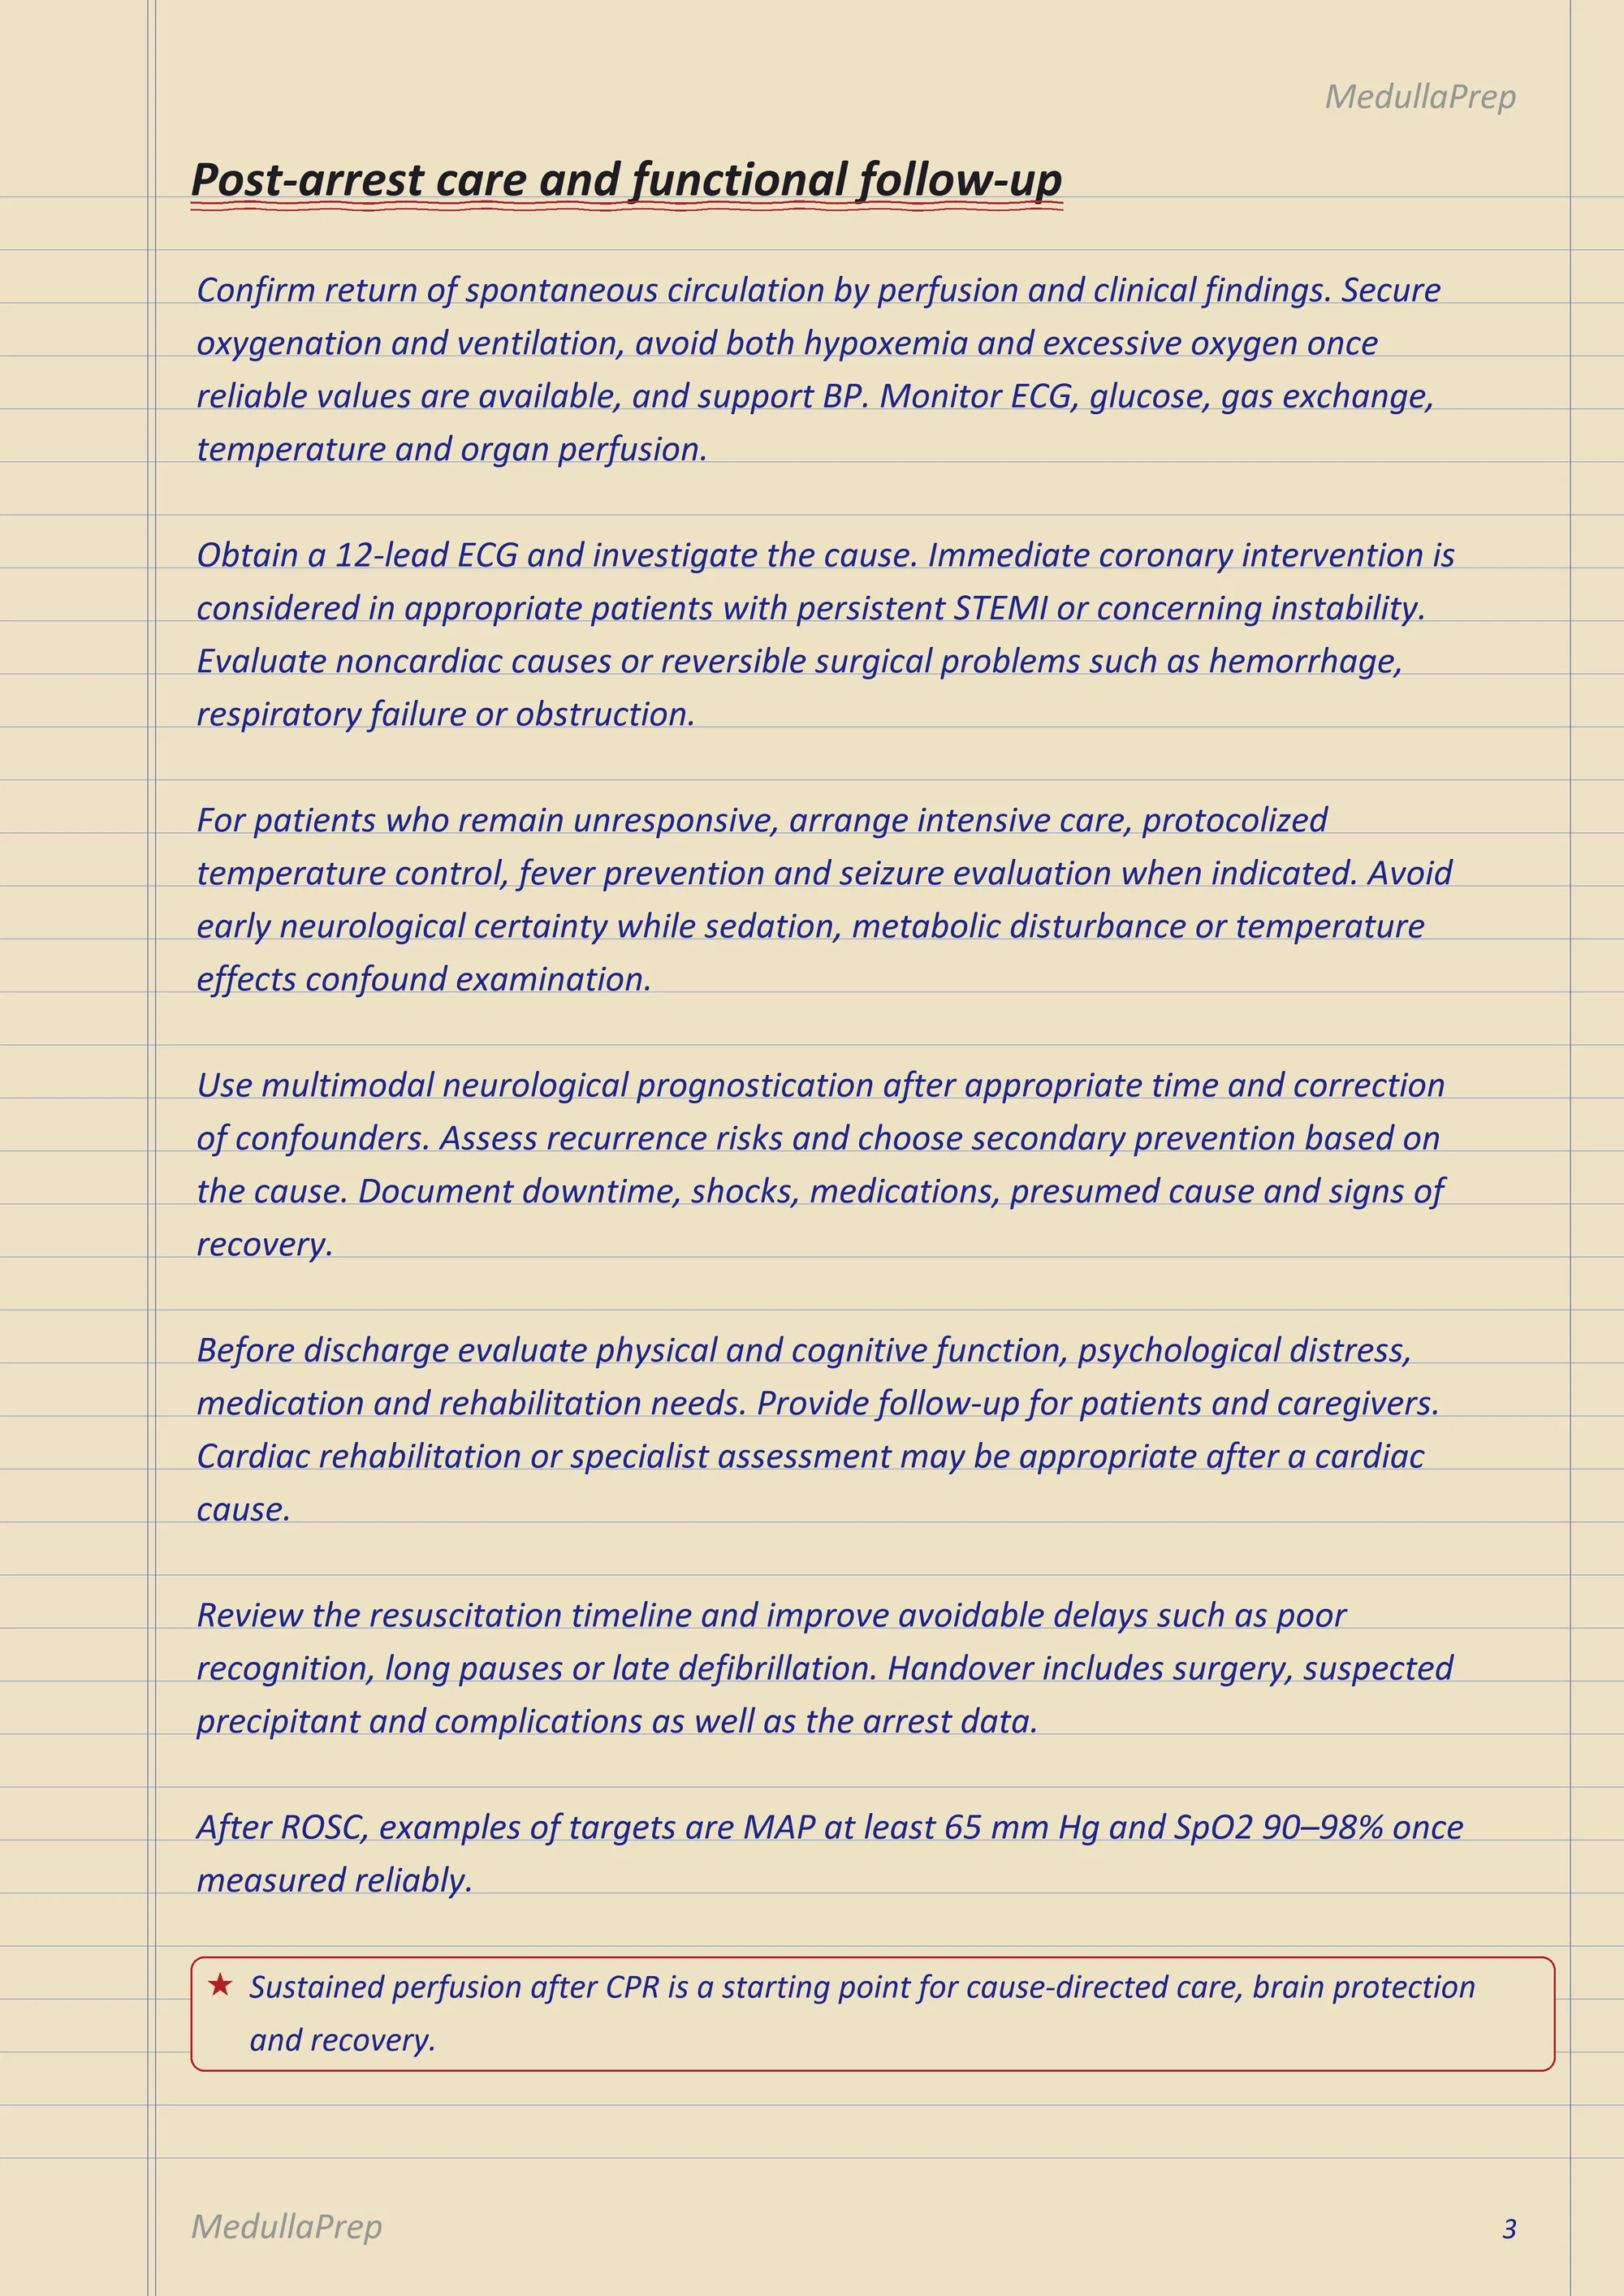 MedullaPrep
Post-arrest care and functional follow-up
Confirm return of spontaneous circulation by perfusion and clinical findings. Secure
oxygenation and ventilation, avoid both hypoxemia and excessive oxygen once
reliable values are available, and support BP. Monitor ECG, glucose, gas exchange,
temperature and organ perfusion.
Obtain a 12-lead ECG and investigate the cause. Immediate coronary intervention is
considered in appropriate patients with persistent STEMI or concerning instability.
Evaluate noncardiac causes or reversible surgical problems such as hemorrhage,
respiratory failure or obstruction.
For patients who remain unresponsive, arrange intensive care, protocolized
temperature control, fever prevention and seizure evaluation when indicated. Avoid
early neurological certainty while sedation, metabolic disturbance or temperature
effects confound examination.
Use multimodal neurological prognostication after appropriate time and correction
of confounders. Assess recurrence risks and choose secondary prevention based on
the cause. Document downtime, shocks, medications, presumed cause and signs of
recovery.
Before discharge evaluate physical and cognitive function, psychological distress,
medication and rehabilitation needs. Provide follow-up for patients and caregivers.
Cardiac rehabilitation or specialist assessment may be appropriate after a cardiac
cause.
Review the resuscitation timeline and improve avoidable delays such as poor
recognition, long pauses or late defibrillation. Handover includes surgery, suspected
precipitant and complications as well as the arrest data.
After ROSC, examples of targets are MAP at least 65 mm Hg and SpO2 90–98% once
measured reliably.
★ Sustained perfusion after CPR is a starting point for cause-directed care, brain protection
and recovery.
MedullaPrep
3